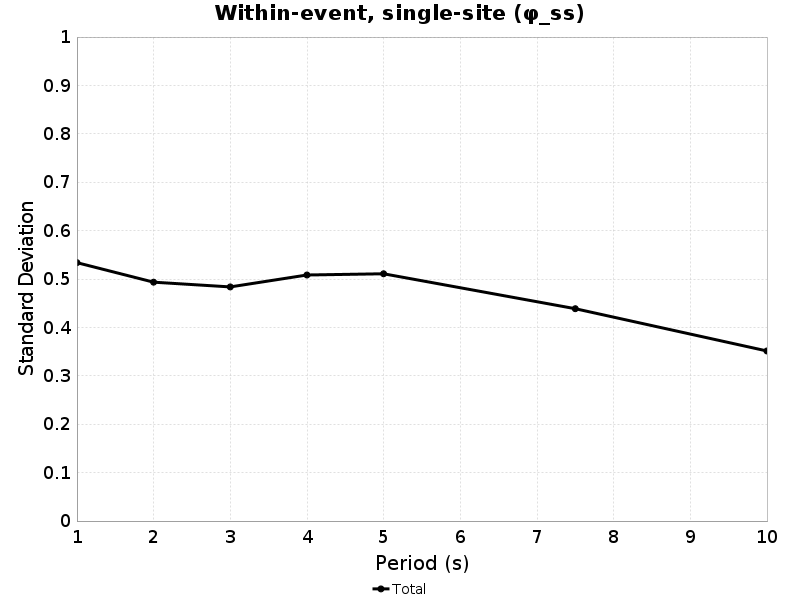 Within-event, single-site (φ_ss)
1
0.9
0.8
0.7
0.6
0.5
0.4
0.3
0.2
0.1
0
Standard Deviation
1 2 3 4 5 6 7 8 9 10
Period (s)
Total